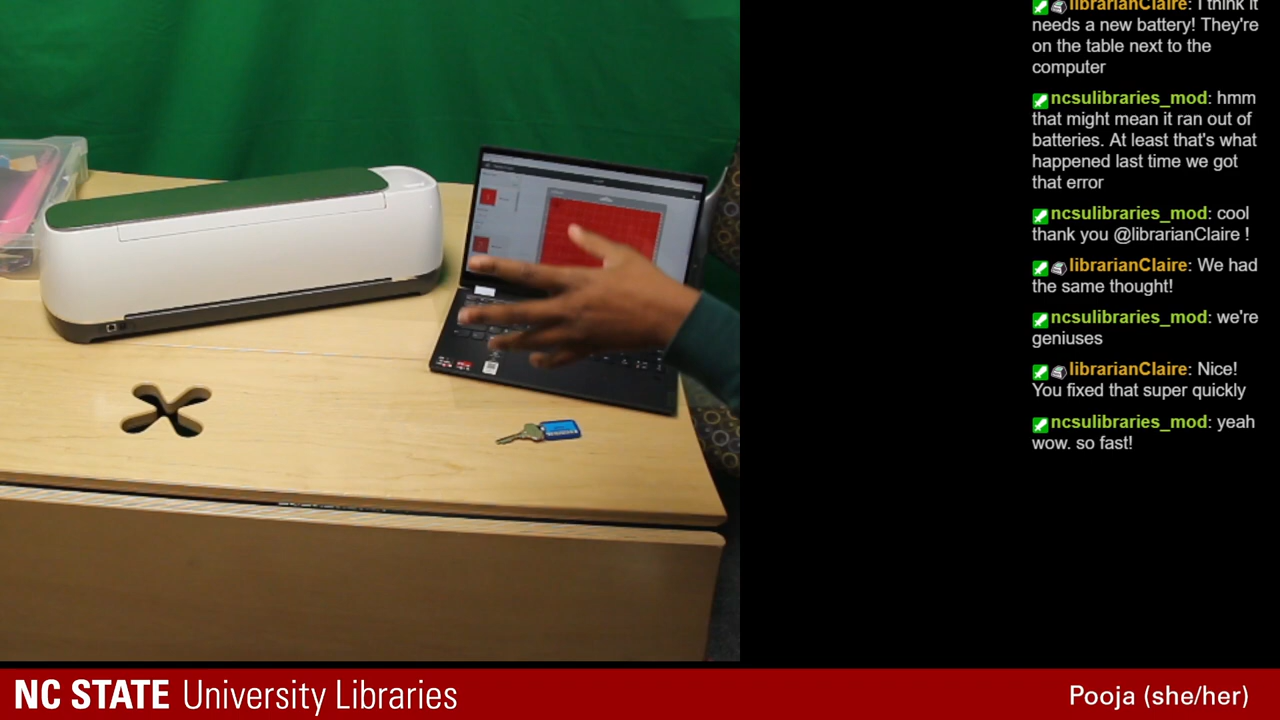 librarianClaire: I think it
needs a new battery! They're
on the table next to the
computer
ncsulibraries_mod: hmm
that might mean it ran out of
batteries. At least that's what
happened last time we got
that error
ncsulibraries_mod: cool
thank you @librarianClaire !
librarianClaire: We had
the same thought!
ncsulibraries_mod: we're
geniuses
librarianClaire: Nice!
You fixed that super quickly
ncsulibraries_mod: yeah
wow. so fast!
NC STATE University Libraries
Pooja (she/her)